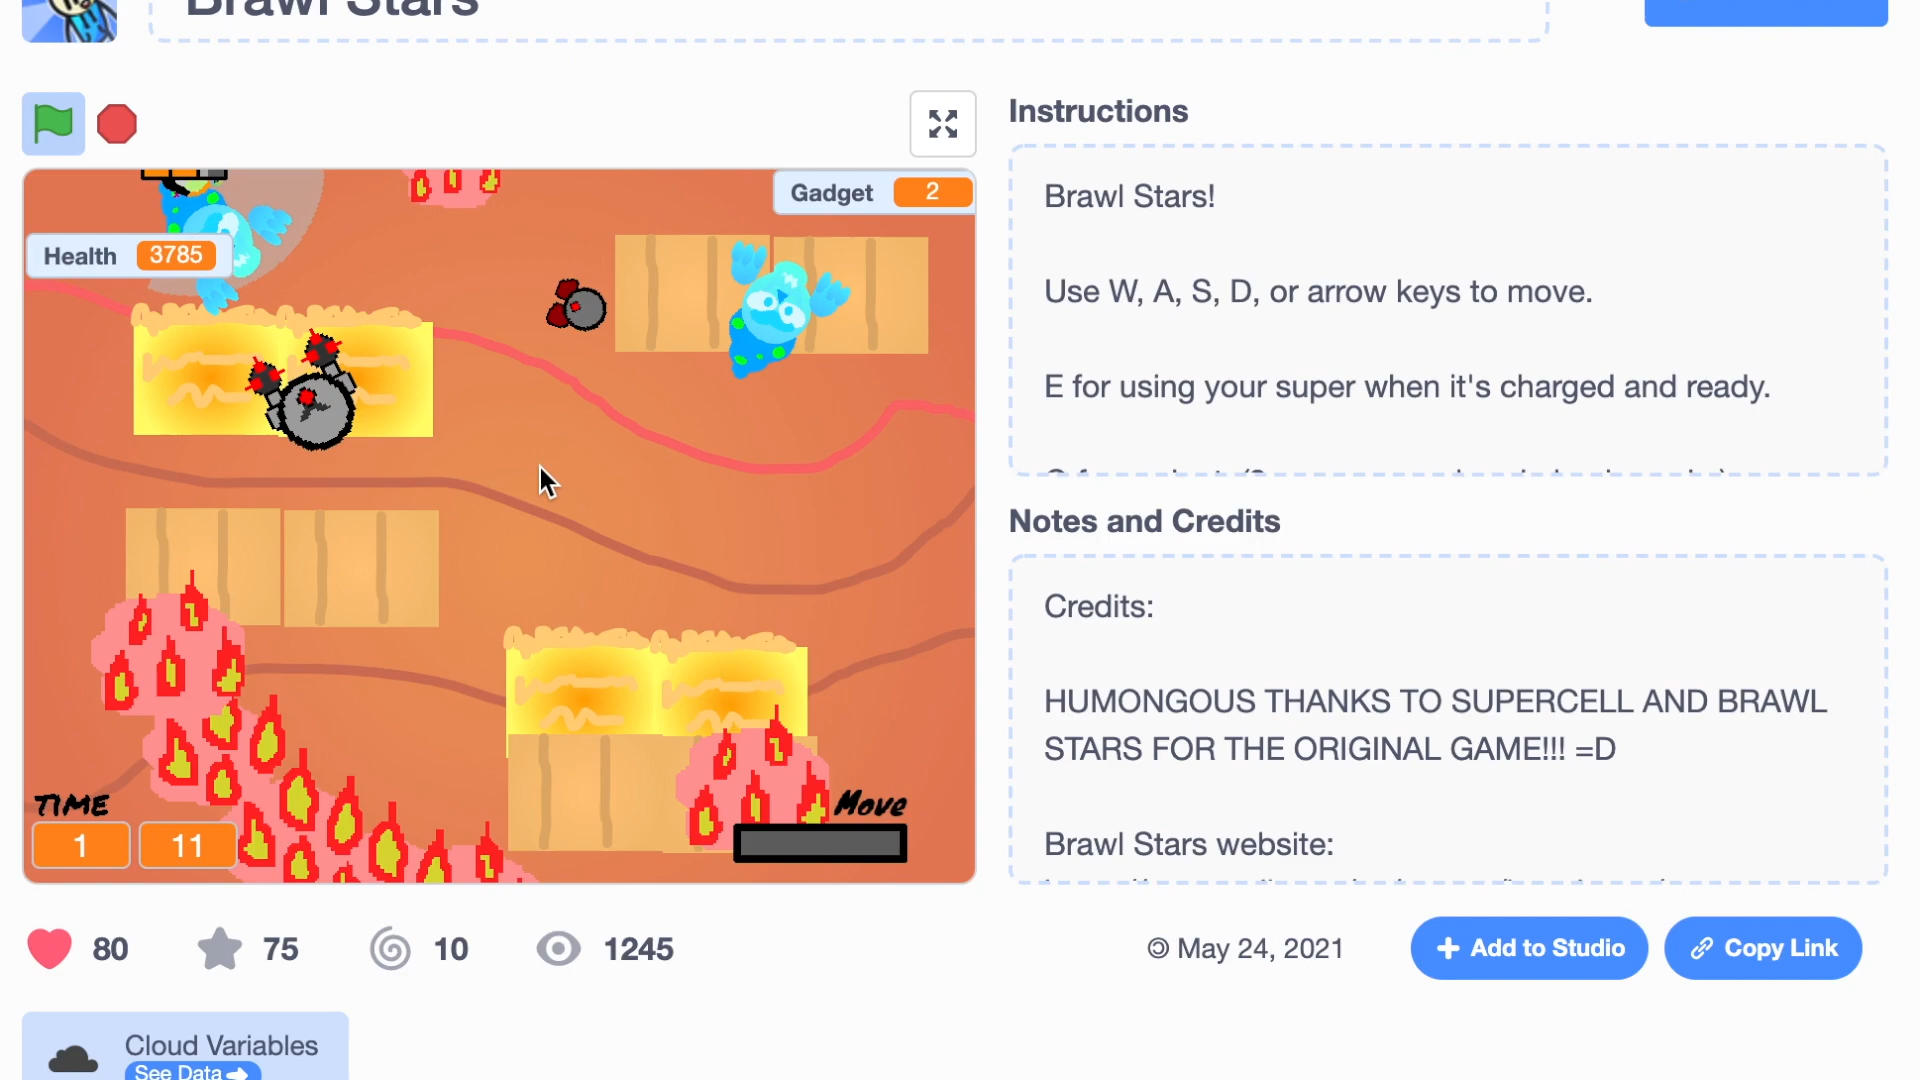 Brawl Stars
Instructions
Gadget 2
Brawl Stars!
Health 3785
Use W, A, S, D, or arrow keys to move.
E for using your super when it's charged and ready.
Notes and Credits
Credits:
HUMONGOUS THANKS TO SUPERCELL AND BRAWL
STARS FOR THE ORIGINAL GAME!!! =D
TIME
Move
1 11
Brawl Stars website:
80 75 10 1245
© May 24, 2021
+ Add to Studio
Copy Link
Cloud Variables
See Data